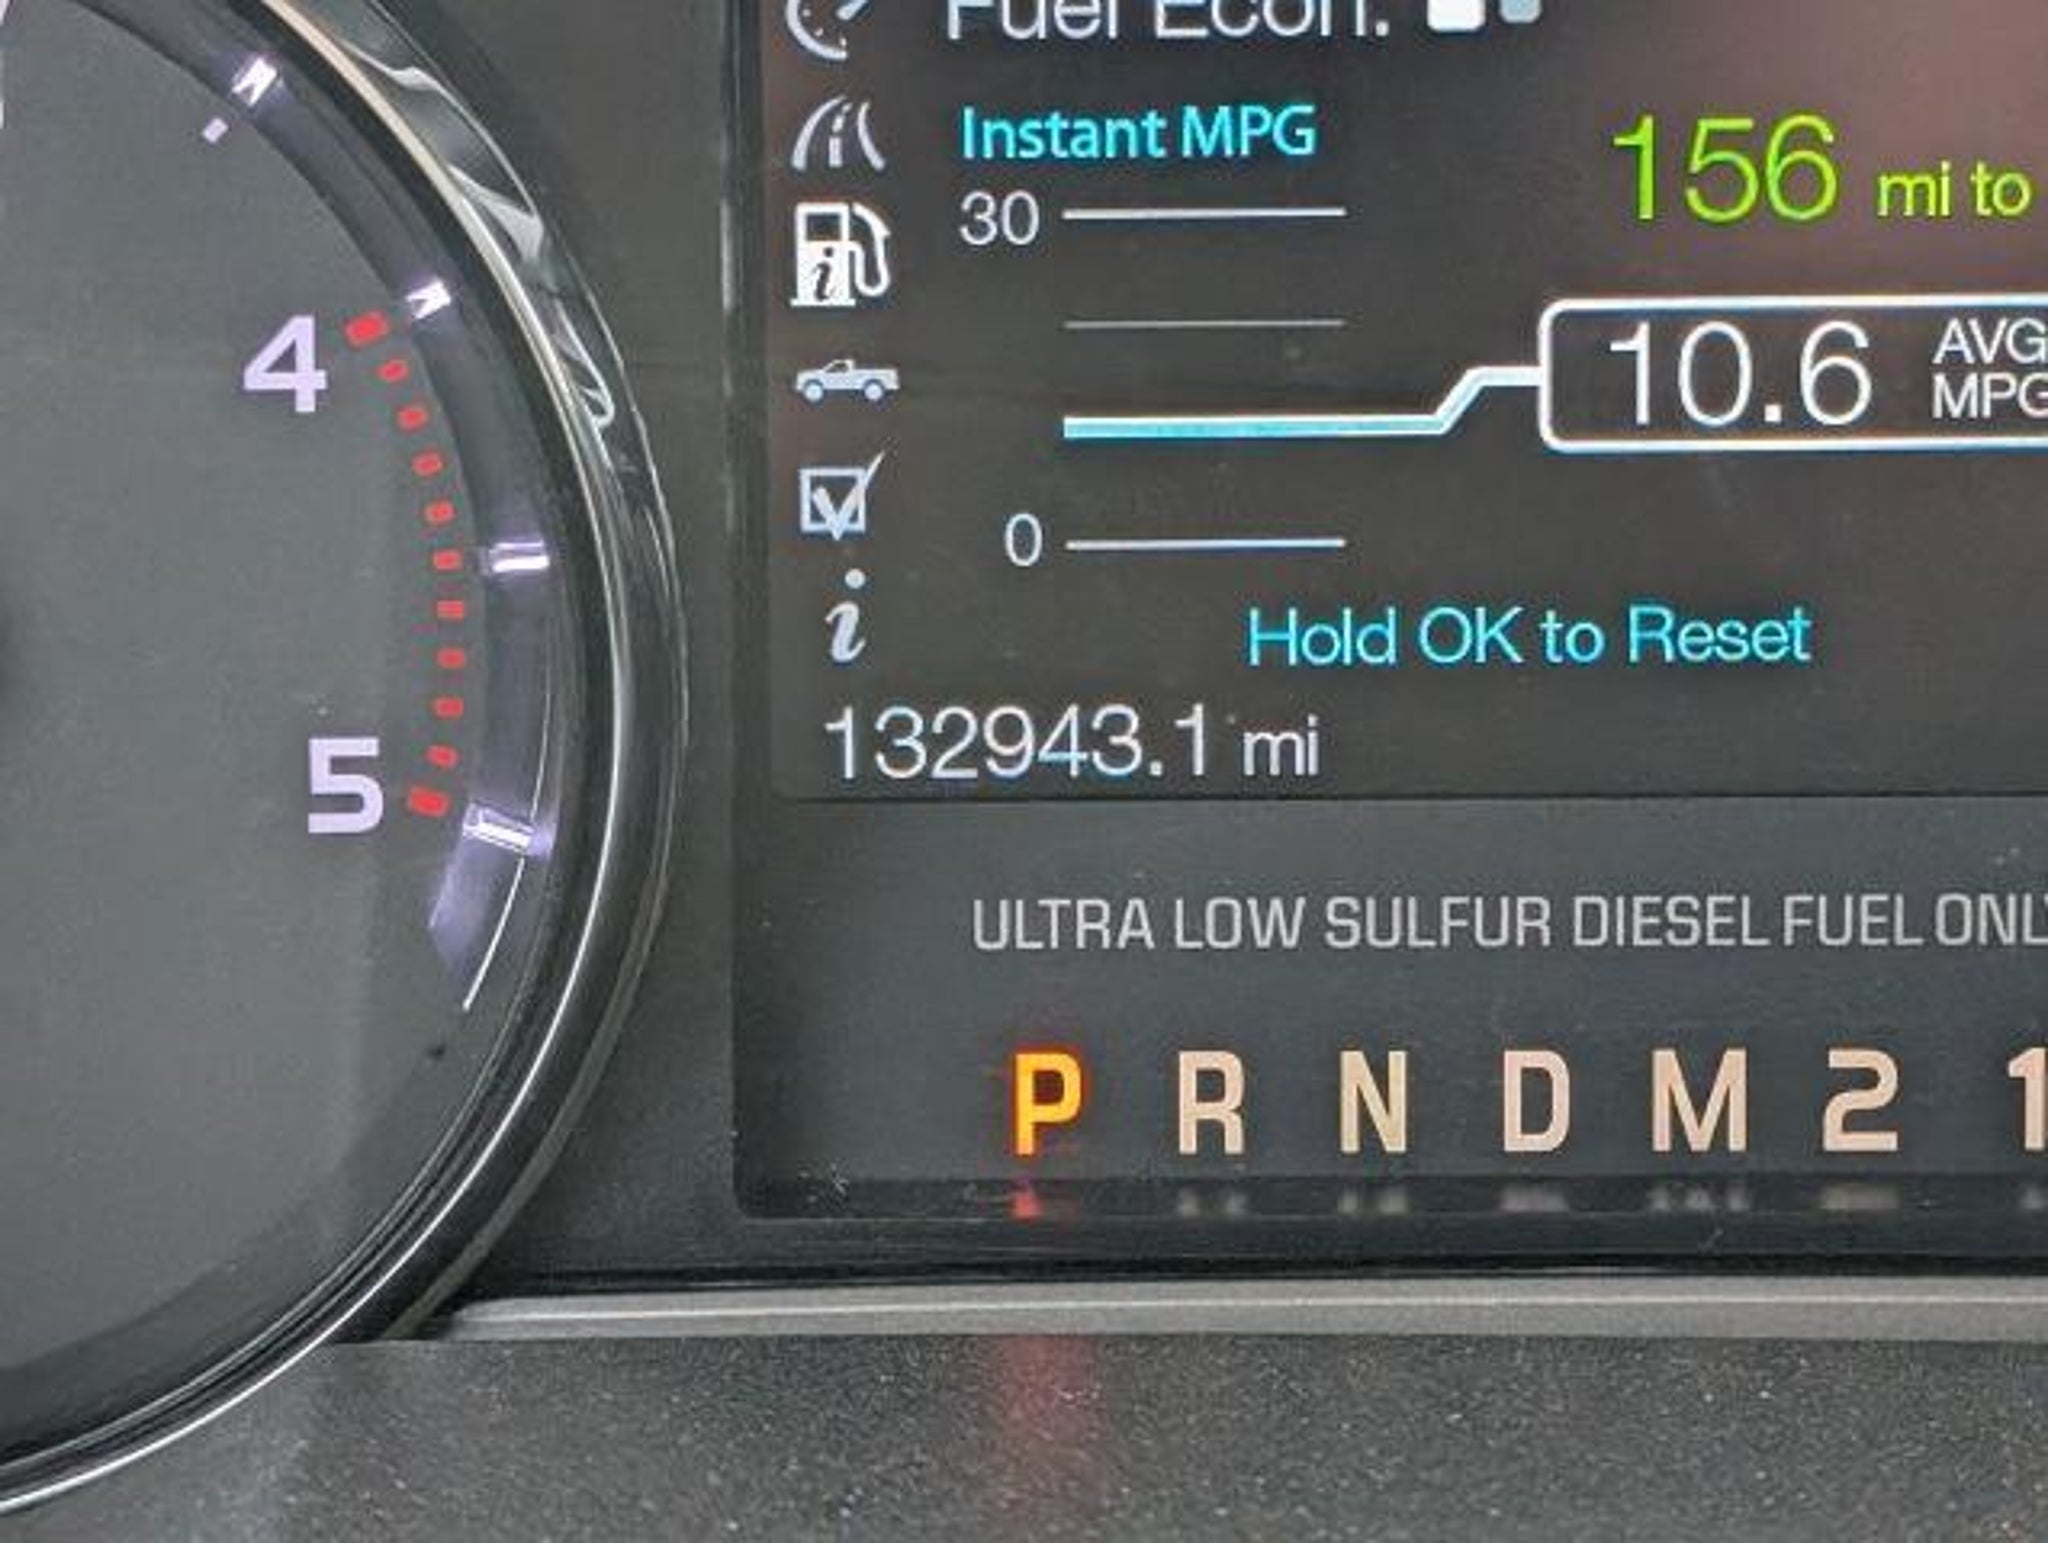 Fuel Econ.
Instant MPG
156 mi to
30
10.6 AVG
MPG
4
0
Hold OK to Reset
132943.1 mi
5
ULTRA LOW SULFUR DIESEL FUEL ONLY
P R N D M 2 1